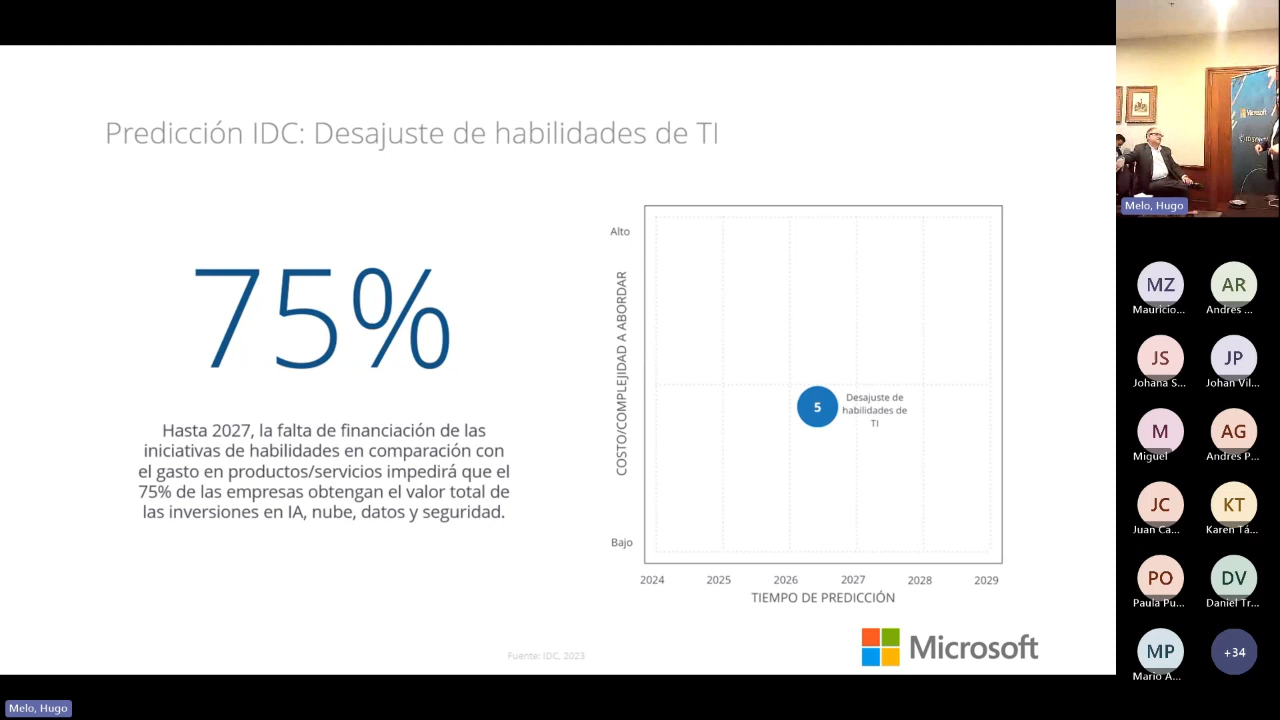 Predicción IDC: Desajuste de habilidades de TI
75%
Hasta 2027, la falta de financiación de las
iniciativas de habilidades en comparación con
el gasto en productos/servicios impedirá que el
75% de las empresas obtengan el valor total de
las inversiones en IA, nube, datos y seguridad.
Alto
COSTO/COMPLEJIDAD A ABORDAR
Bajo
5
Desajuste de
habilidades de
TI
2024 2025 2026 2027 2028 2029
TIEMPO DE PREDICCIÓN
Fuente: IDC, 2023
Microsoft
Melo, Hugo
Microsoft
Melo, Hugo
MZ AR
Mauricio... Andres ...
JS JP
Johana S... Johan Vil...
M AG
Miguel Andres P...
JC KT
Juan Ca... Karen Tá...
PO DV
Paula Pu... Daniel Tr...
MP +34
Mario A...